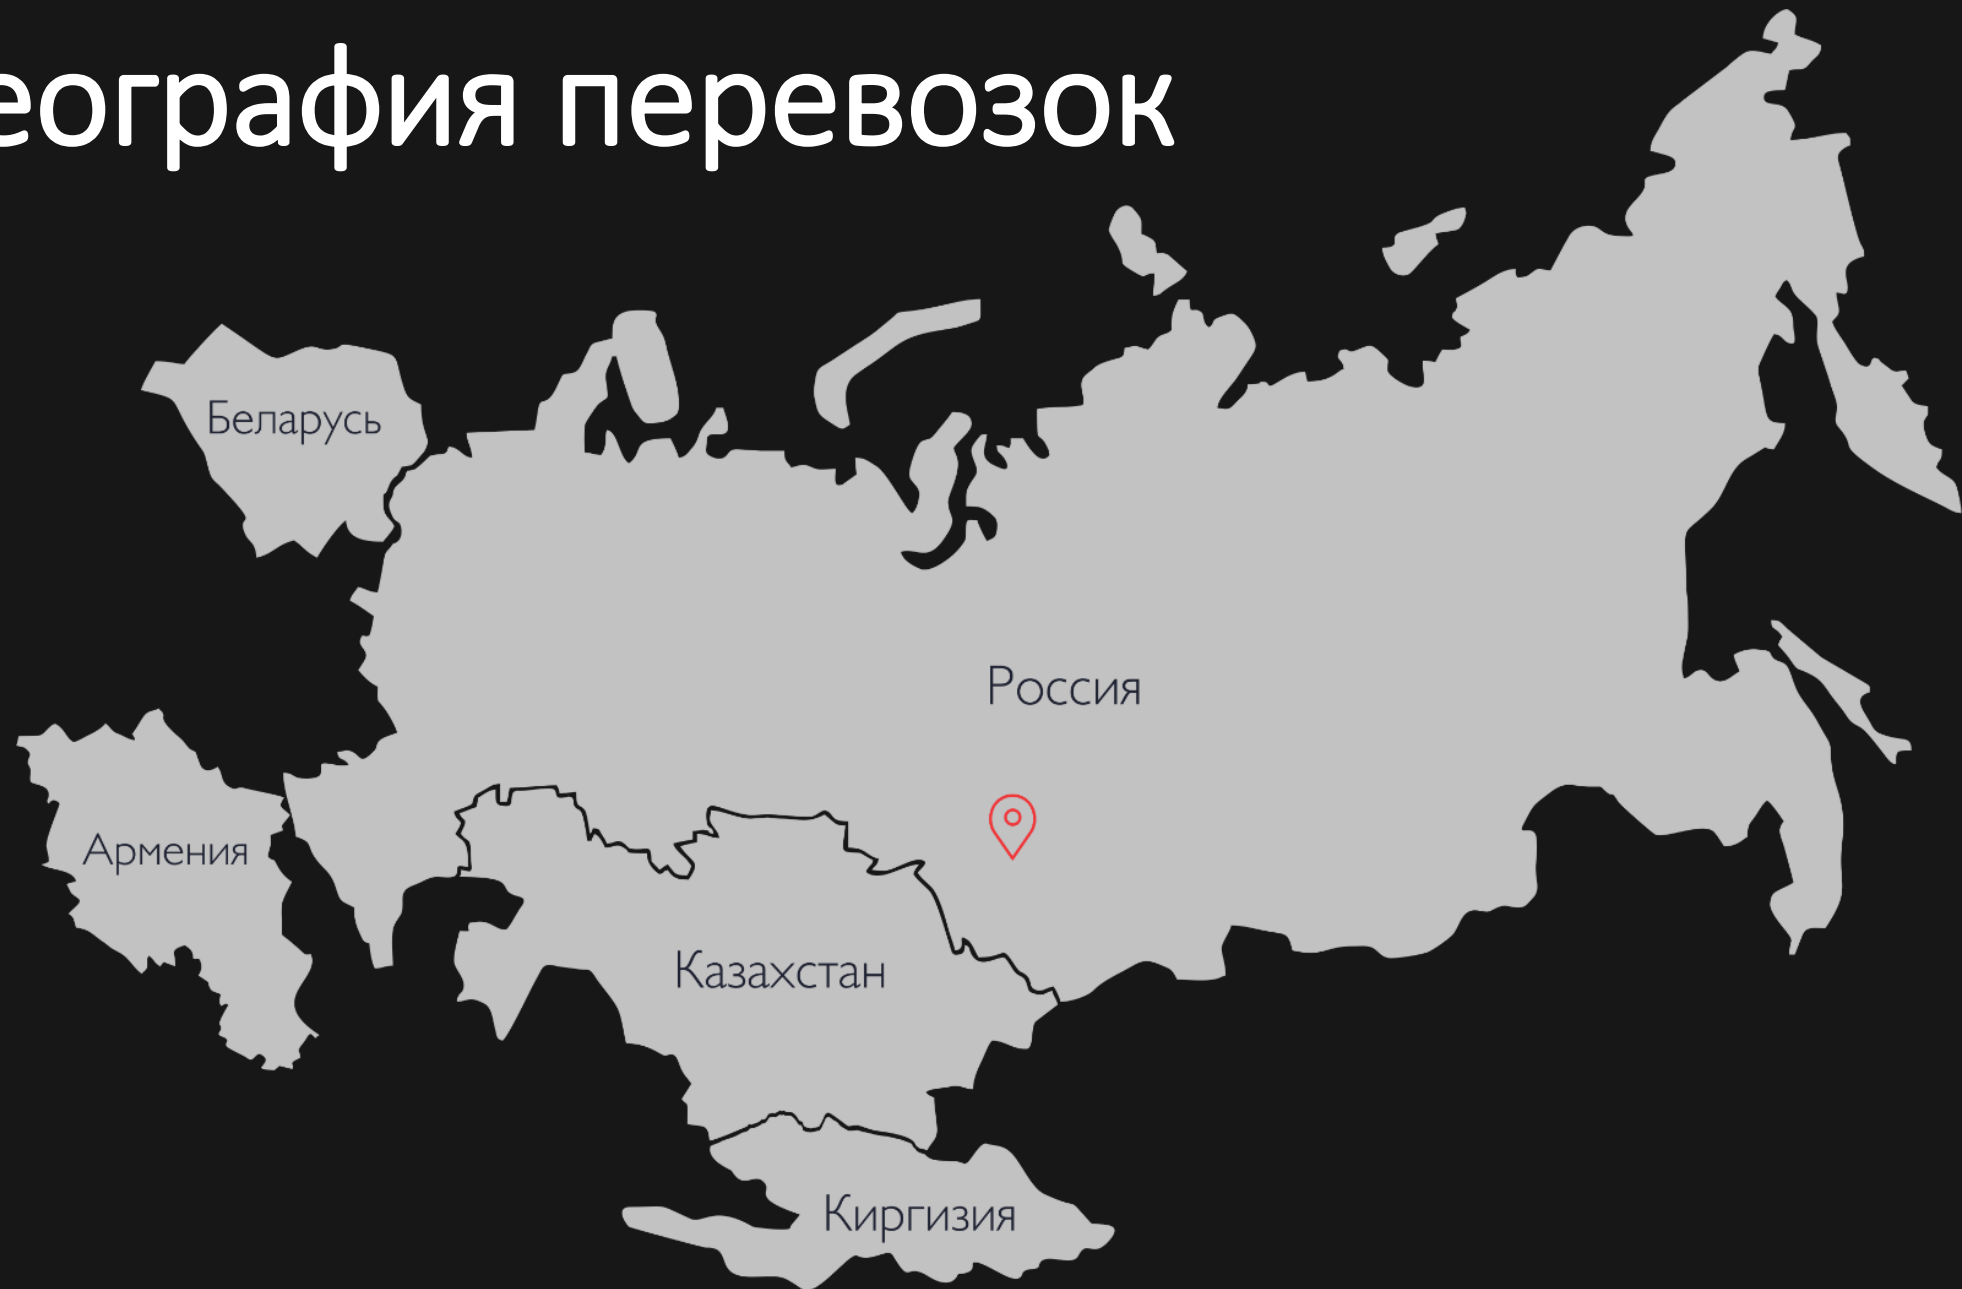 еография перевозок
Беларусь
Россия
Армения
Казахстан
Киргизия